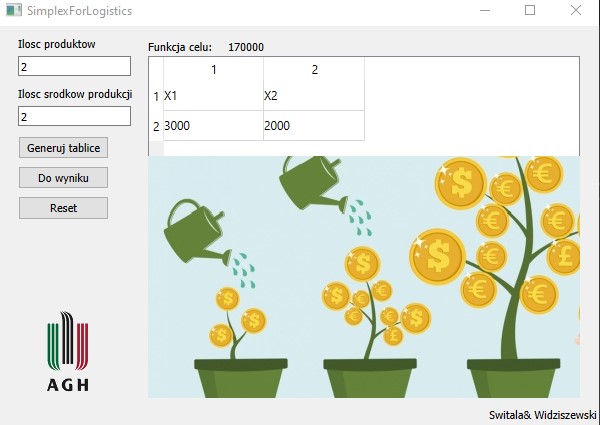 SimplexForLogistics
Ilosc produktow
2
Ilosc srodkow produkcji
2
Generuj tablice
Do wyniku
Reset
Funkcja celu: 170000
1 2
1 X1 X2
2 3000 2000
$ € $ € € £
$ € € € $ €
$ $ $
£
AGH
Switala& Widziszewski